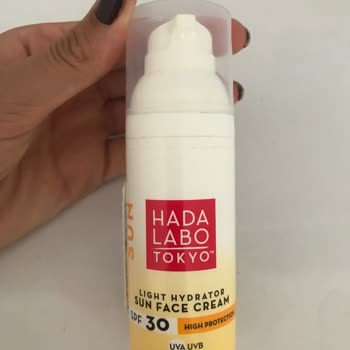 SUN
HADA
LABO
TOKYO™
LIGHT HYDRATOR
SUN FACE CREAM
SPF 30 HIGH PROTECTION
UVA UVB